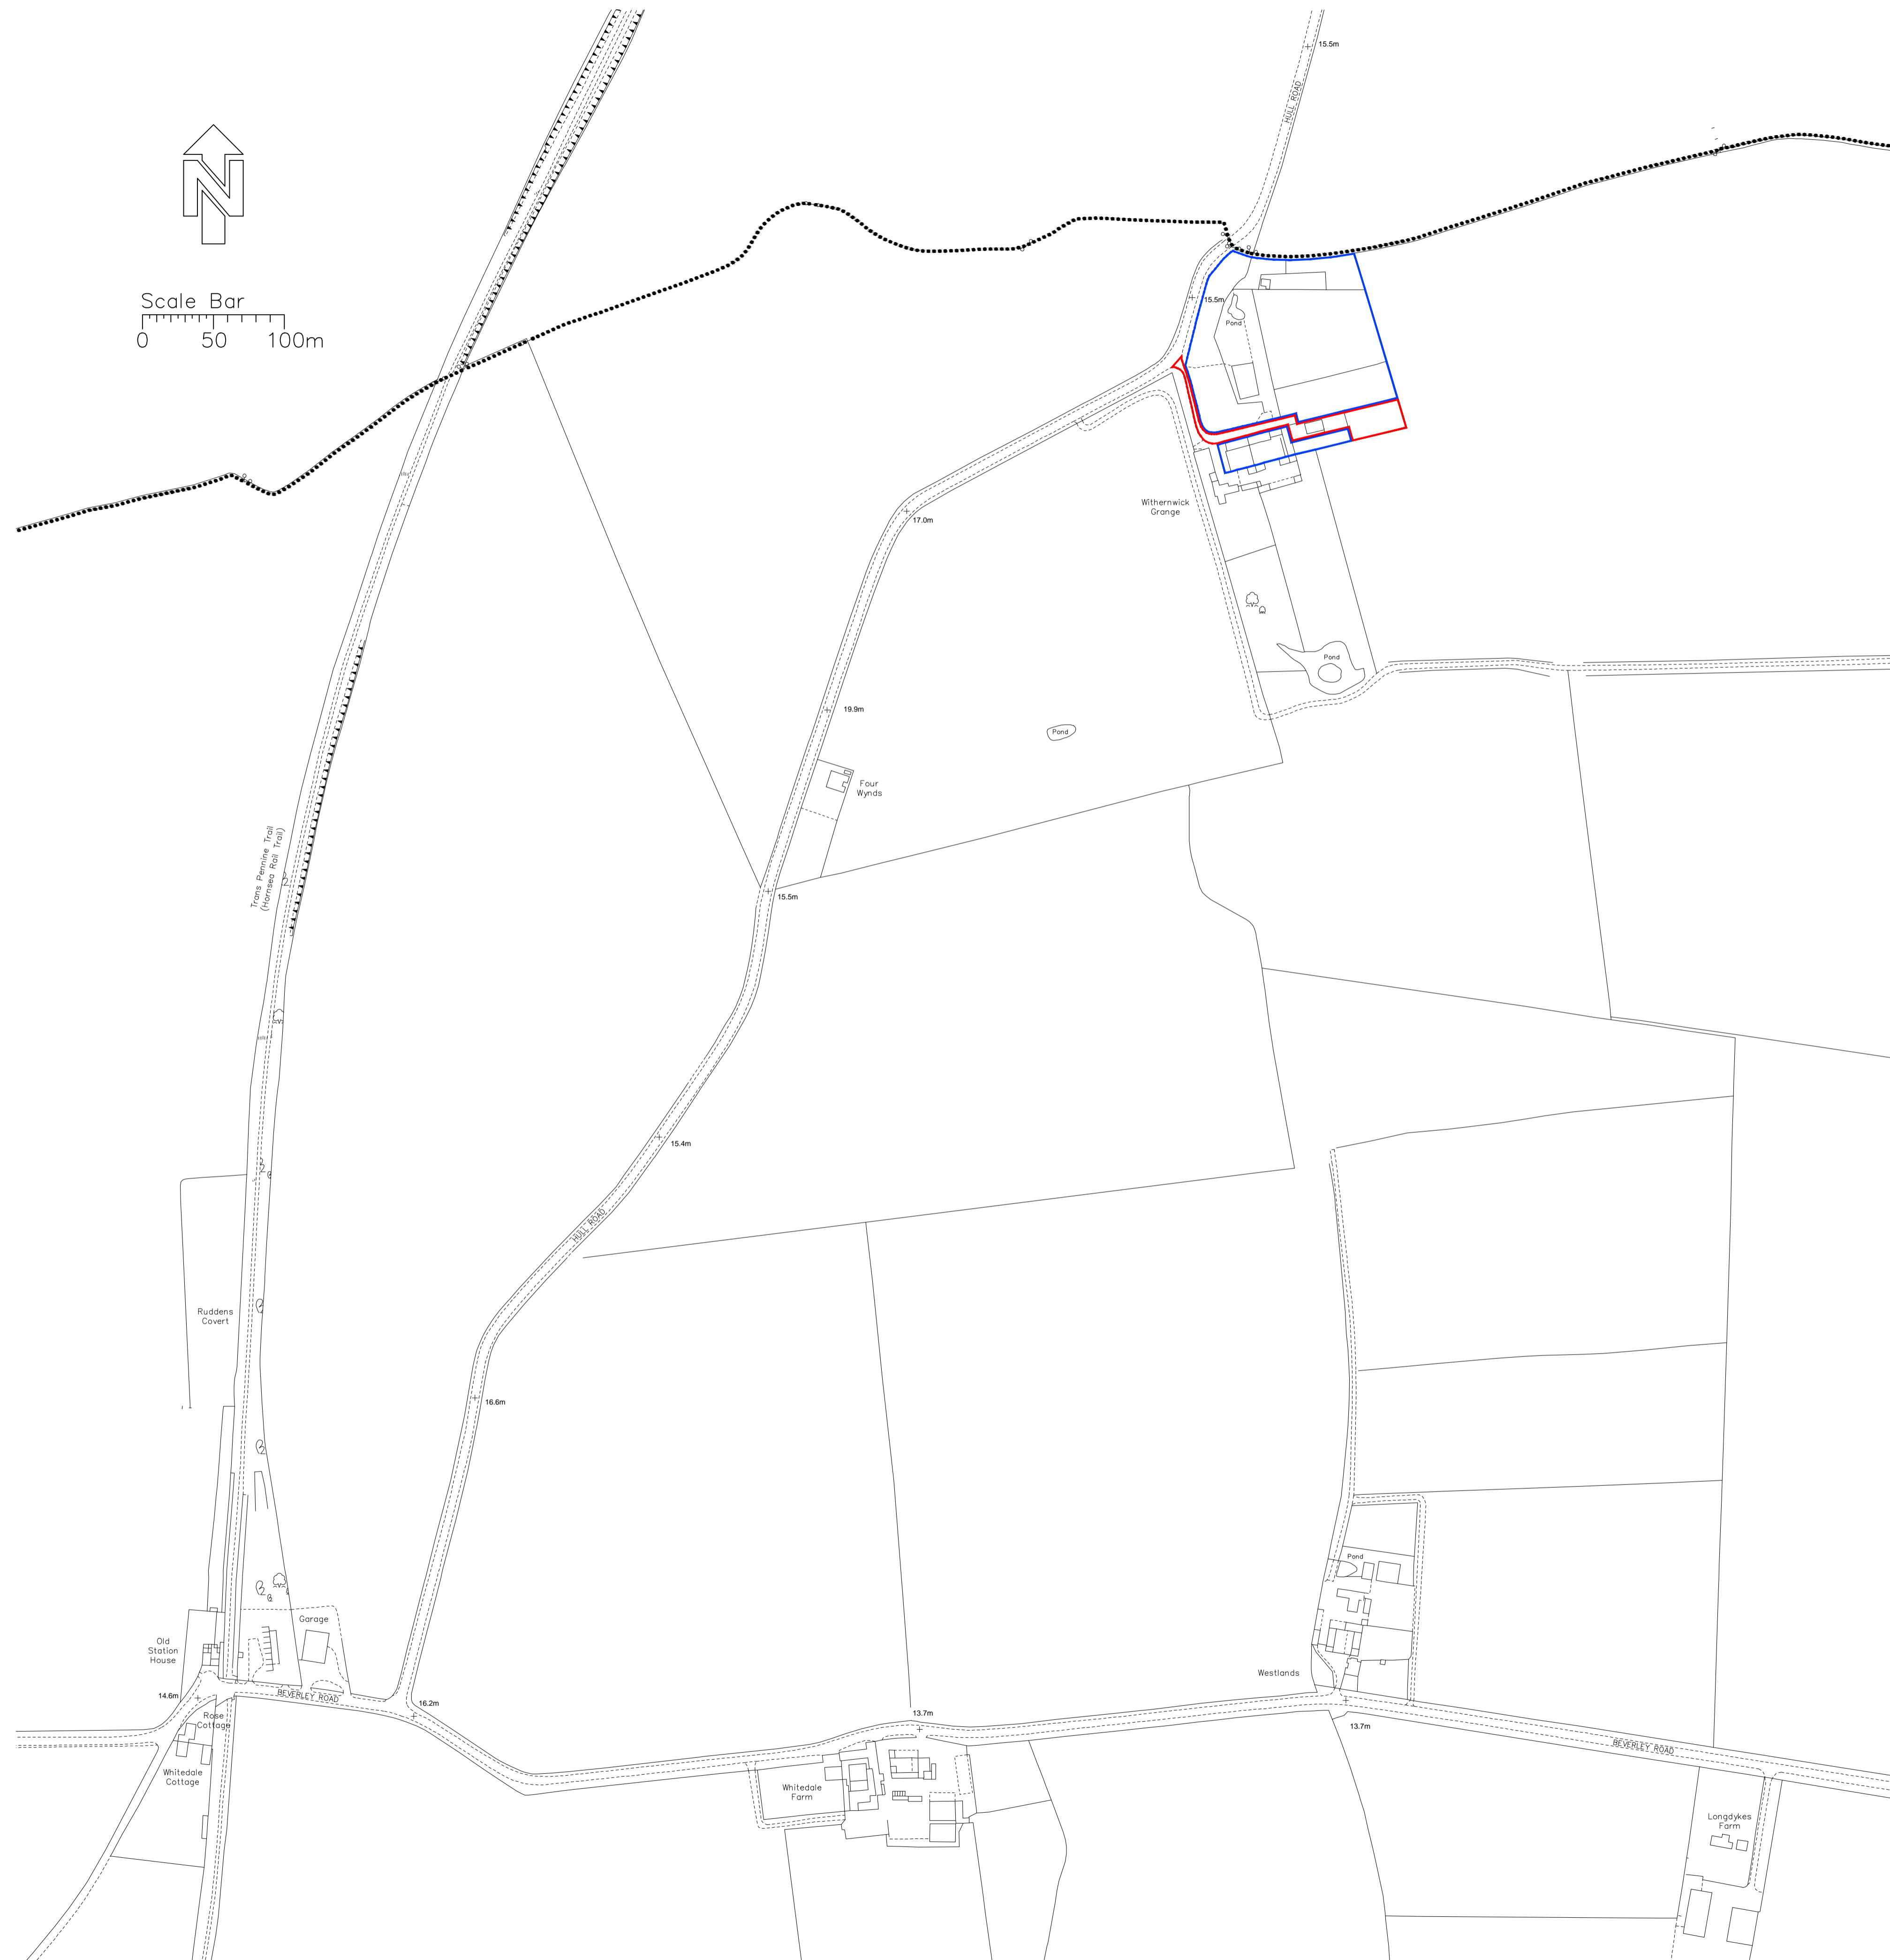 15.5m
HULL ROAD
N
Scale Bar
0 50 100m
15.5m
Pond
Withernwick
Grange
17.0m
Pond
19.9m
Pond
Four
Wynds
Trans Pennine Trail
(Hornsea Rail Trail)
15.5m
15.4m
HULL ROAD
Ruddens
Covert
16.6m
Pond
Garage
Old
Station
House
Westlands
14.6m
BEVERLEY ROAD
16.2m
Rose
Cottage
13.7m
13.7m
BEVERLEY ROAD
Whitedale
Cottage
Whitedale
Farm
Longdykes
Farm